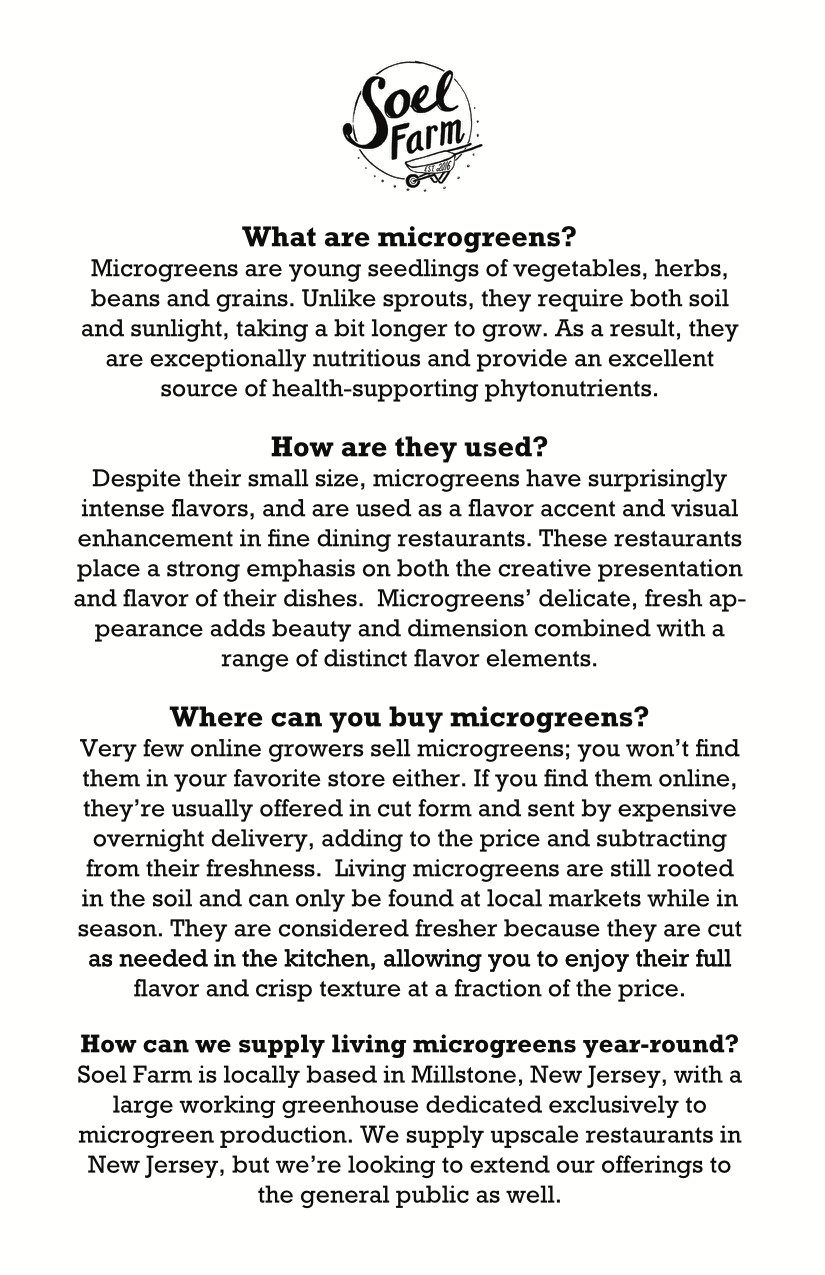 Soel
Farm
EST. 2016
What are microgreens?
Microgreens are young seedlings of vegetables, herbs,
beans and grains. Unlike sprouts, they require both soil
and sunlight, taking a bit longer to grow. As a result, they
are exceptionally nutritious and provide an excellent
source of health-supporting phytonutrients.
How are they used?
Despite their small size, microgreens have surprisingly
intense flavors, and are used as a flavor accent and visual
enhancement in fine dining restaurants. These restaurants
place a strong emphasis on both the creative presentation
and flavor of their dishes.  Microgreens’ delicate, fresh ap-
pearance adds beauty and dimension combined with a
range of distinct flavor elements.
Where can you buy microgreens?
Very few online growers sell microgreens; you won’t find
them in your favorite store either. If you find them online,
they’re usually offered in cut form and sent by expensive
overnight delivery, adding to the price and subtracting
from their freshness.  Living microgreens are still rooted
in the soil and can only be found at local markets while in
season. They are considered fresher because they are cut
as needed in the kitchen, allowing you to enjoy their full
flavor and crisp texture at a fraction of the price.
How can we supply living microgreens year-round?
Soel Farm is locally based in Millstone, New Jersey, with a
large working greenhouse dedicated exclusively to
microgreen production. We supply upscale restaurants in
New Jersey, but we’re looking to extend our offerings to
the general public as well.